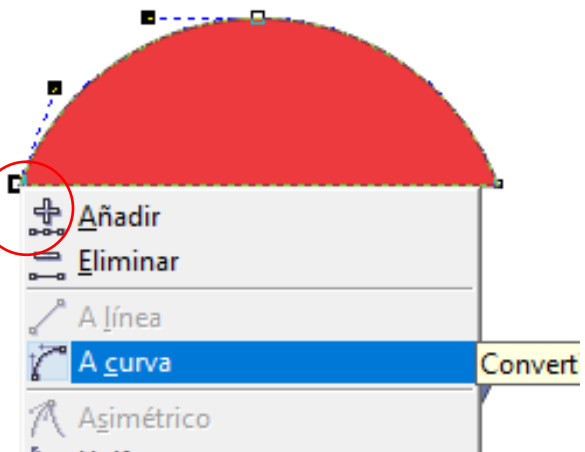 Añadir
Eliminar
A línea
A curva
Convert
Asimétrico